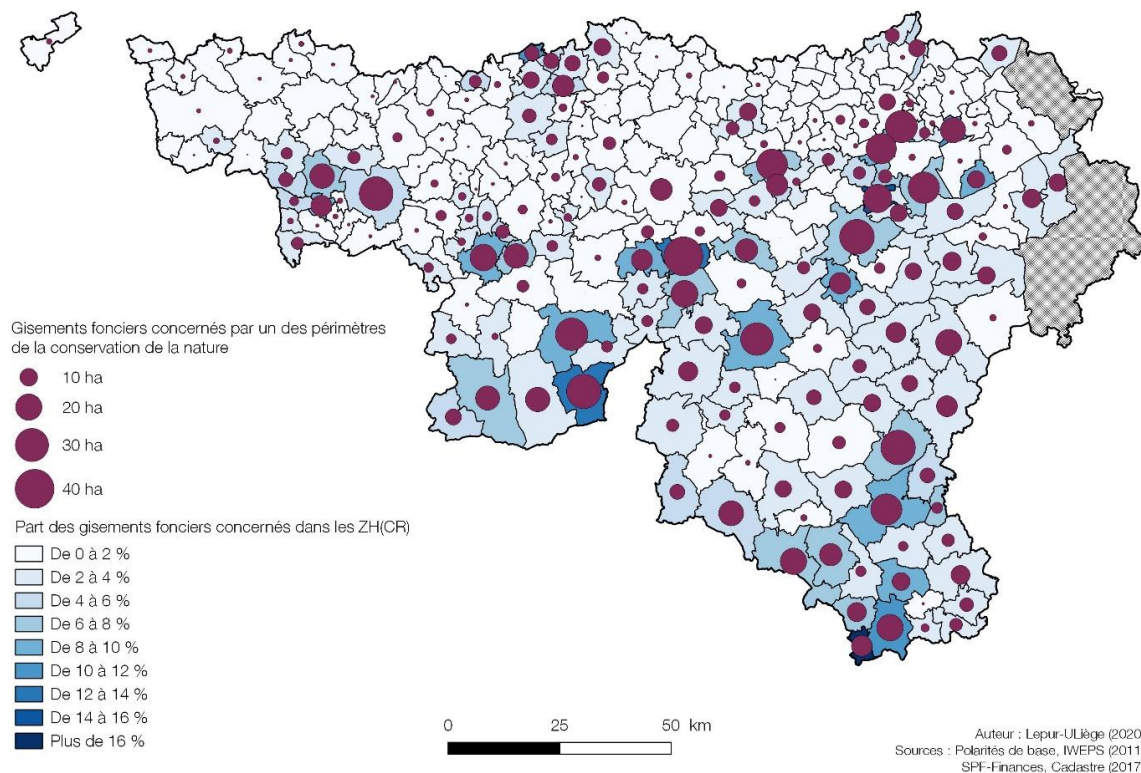 Gisements fonciers concernés par un des périmètres
de la conservation de la nature
10 ha
20 ha
30 ha
40 ha
Part des gisements fonciers concernés dans les ZH(CR)
De 0 à 2 %
De 2 à 4 %
De 4 à 6 %
De 6 à 8 %
De 8 à 10 %
De 10 à 12 %
De 12 à 14 %
De 14 à 16 %
Plus de 16 %
0 25 50 km
Auteur : Lepur-ULiège (2020
Sources : Polarités de base, IWEPS (2011
SPF-Finances, Cadastre (2017